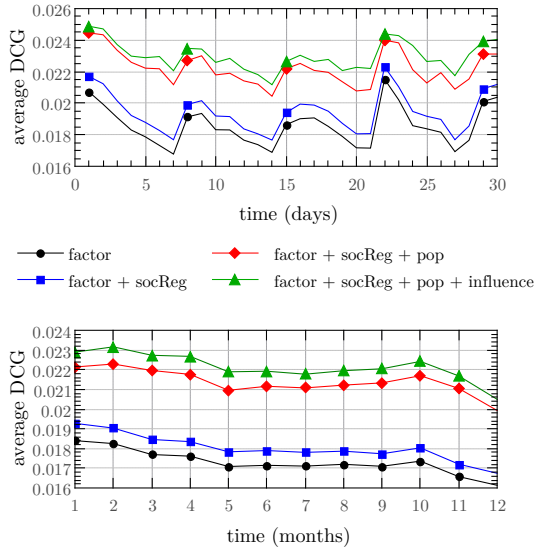 0.026
0.024
0.022
0.02
0.018
0.016
average DCG
0 5 10 15 20 25 30
time (days)
factor
factor + socReg + pop
factor + socReg
factor + socReg + pop + influence
0.024
0.023
0.022
0.021
0.02
0.019
0.018
0.017
0.016
average DCG
1 2 3 4 5 6 7 8 9 10 11 12
time (months)